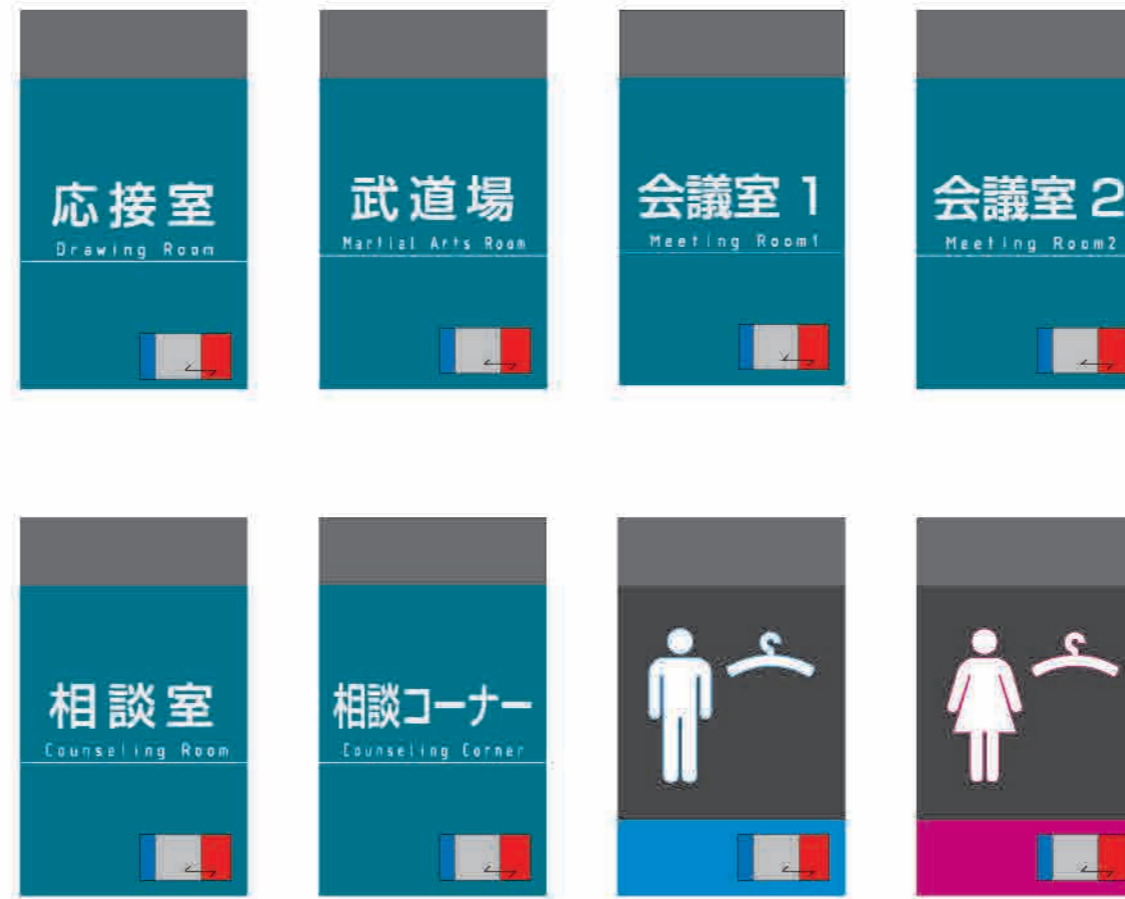 応接室
Drawing Room
武道場
Martial Arts Room
会議室 1
Meeting Room1
会議室 2
Meeting Room2
相談室
Counseling Room
相談コーナー
Counseling Corner